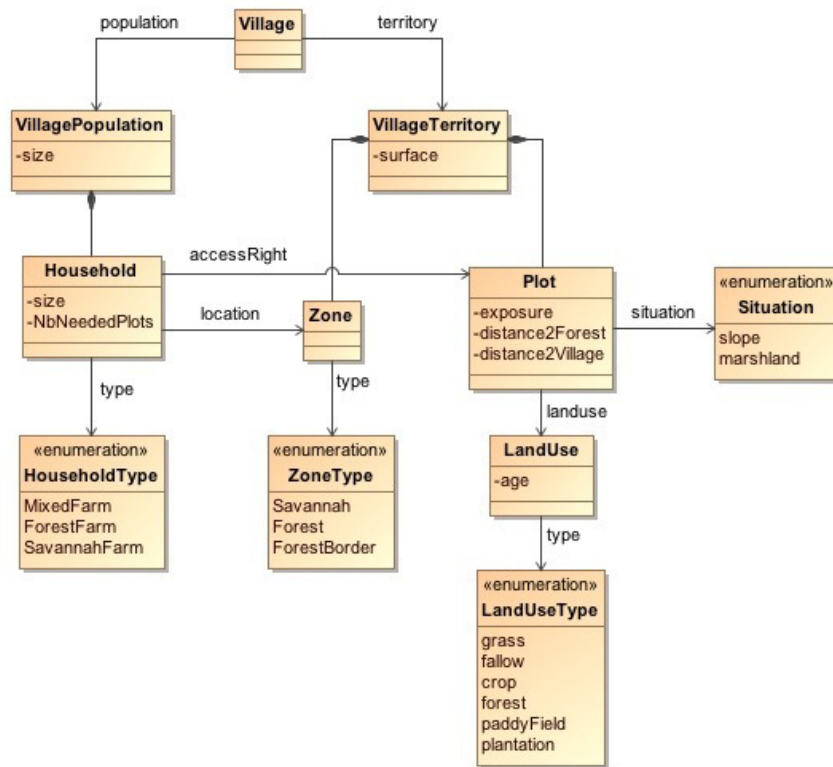 population
Village
territory
VillagePopulation
-size
VillageTerritory
-surface
Household
-size
-NbNeededPlots
accessRight
location
Zone
Plot
-exposure
-distance2Forest
-distance2Village
situation
«enumeration»
Situation
slope
marshland
type
type
landuse
«enumeration»
HouseholdType
MixedFarm
ForestFarm
SavannahFarm
«enumeration»
ZoneType
Savannah
Forest
ForestBorder
LandUse
-age
type
«enumeration»
LandUseType
grass
fallow
crop
forest
paddyField
plantation